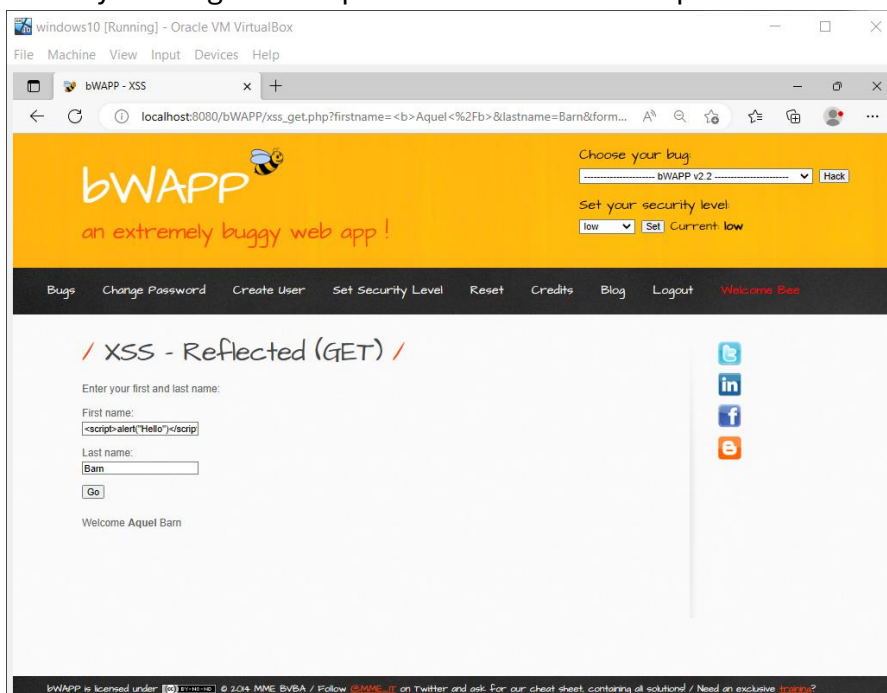 windows10 [Running] - Oracle VM VirtualBox
File Machine View Input Devices Help
bWAPP - XSS
localhost:8080/bWAPP/xss_get.php?firstname=<b>Aquel<%2Fb>&lastname=Barn&form...
Choose your bug:
---------------------- bWAPP v2.2 ----------------------
Hack
bWAPP
Set your security level:
an extremely buggy web app !
low Set Current: low
Bugs Change Password Create User Set Security Level Reset Credits Blog Logout Welcome Bee
/ XSS - Reflected (GET) /
Enter your first and last name:
First name:
<script>alert("Hello")</scrip
Last name:
Barn
Go
Welcome Aquel Barn
bWAPP is licensed under BY-NC-ND © 2014 MME BVBA / Follow @MME_IT on Twitter and ask for our cheat sheet, containing all solutions! / Need an exclusive training?